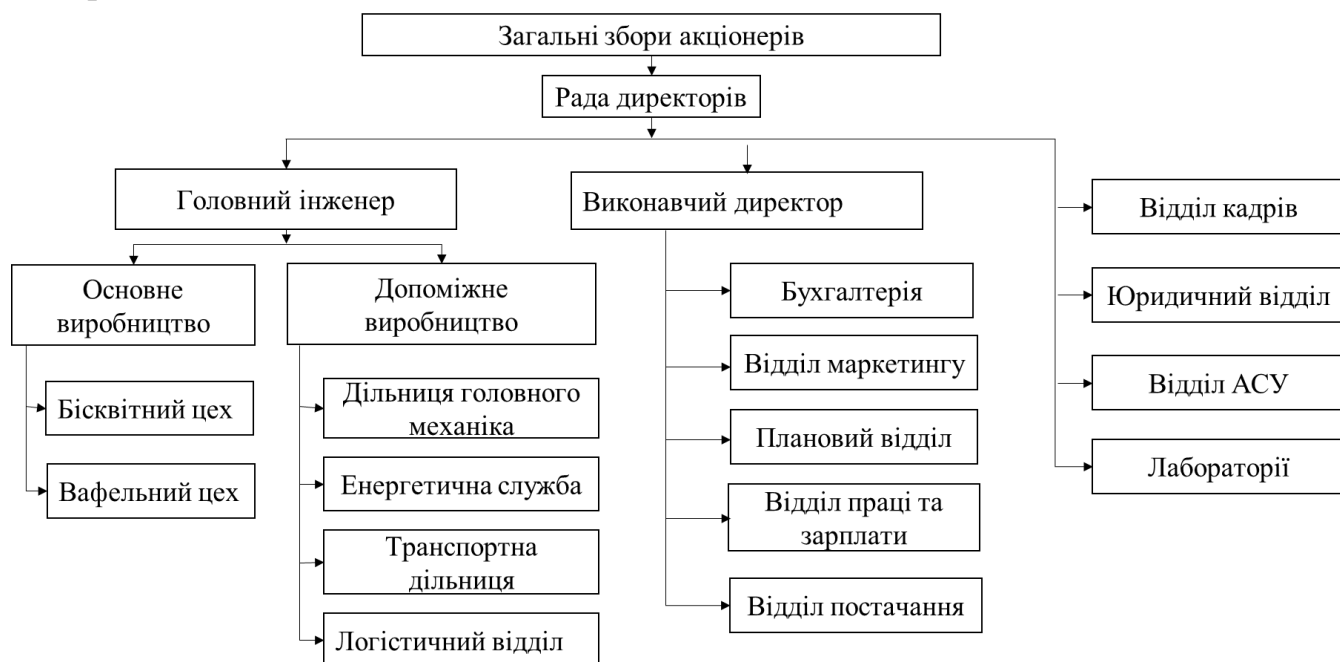 Загальні збори акціонерів
Рада директорів
Головний інженер
Виконавчий директор
Відділ кадрів
Юридичний відділ
Відділ АСУ
Лабораторії
Основне
виробництво
Допоміжне
виробництво
Бісквітний цех
Вафельний цех
Дільниця головного
механіка
Енергетична служба
Транспортна
дільниця
Логістичний відділ
Бухгалтерія
Відділ маркетингу
Плановий відділ
Відділ праці та
зарплати
Відділ постачання